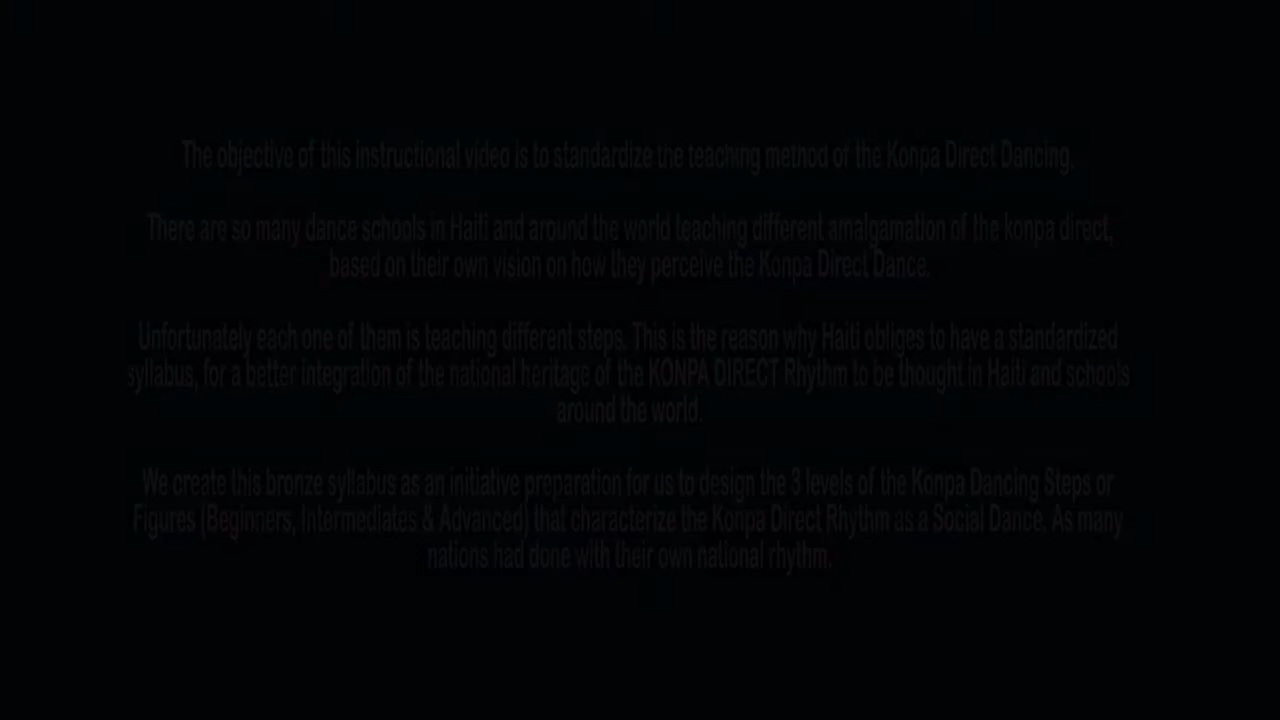 The objective of this instructional video is to standardize the teaching method of the Konpa Direct Dancing.
There are so many dance schools in Haiti and around the world teaching different amalgamation of the konpa direct,
based on their own vision on how they perceive the Konpa Direct Dance.
Unfortunately each one of them is teaching different steps. This is the reason why Haiti obliges to have a standardized
syllabus, for a better integration of the national heritage of the KONPA DIRECT Rhythm to be thought in Haiti and schools
around the world.
We create this bronze syllabus as an initiative preparation for us to design the 3 levels of the Konpa Dancing Steps or
Figures (Beginners, Intermediates & Advanced) that characterize the Konpa Direct Rhythm as a Social Dance. As many
nations had done with their own national rhythm.